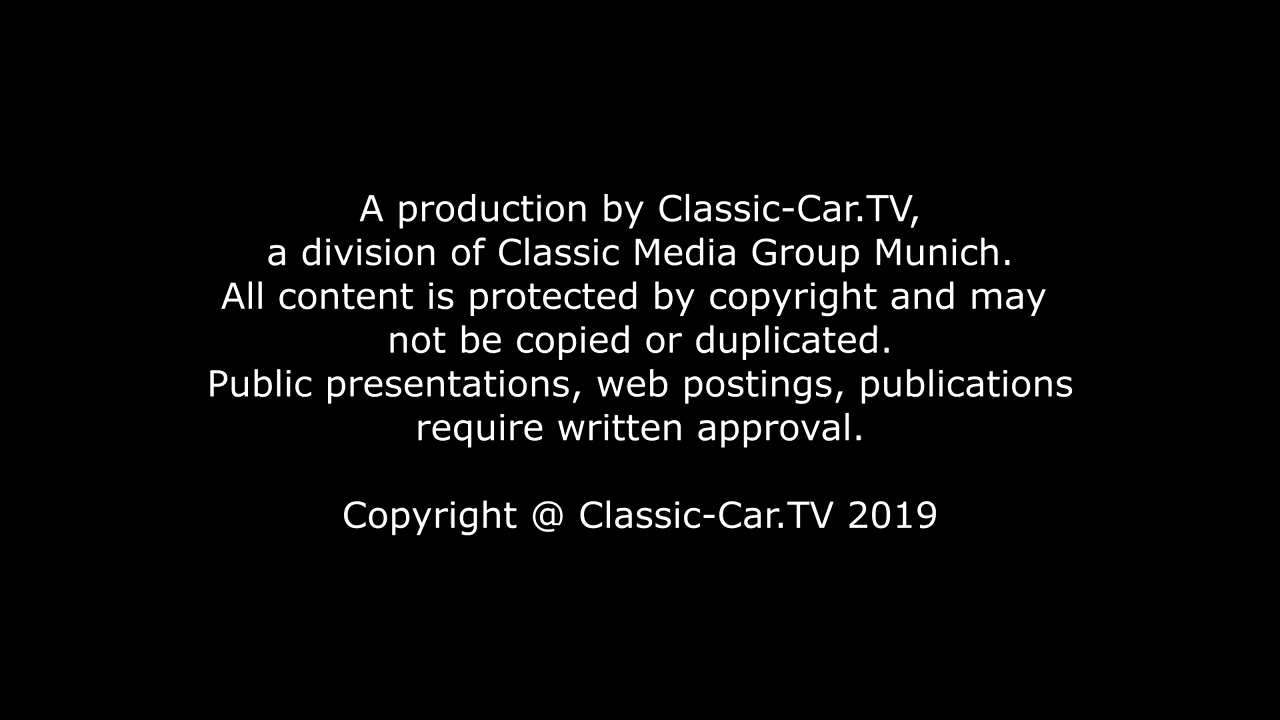 A production by Classic-Car.TV,
a division of Classic Media Group Munich.
All content is protected by copyright and may
not be copied or duplicated.
Public presentations, web postings, publications
require written approval.
Copyright @ Classic-Car.TV 2019